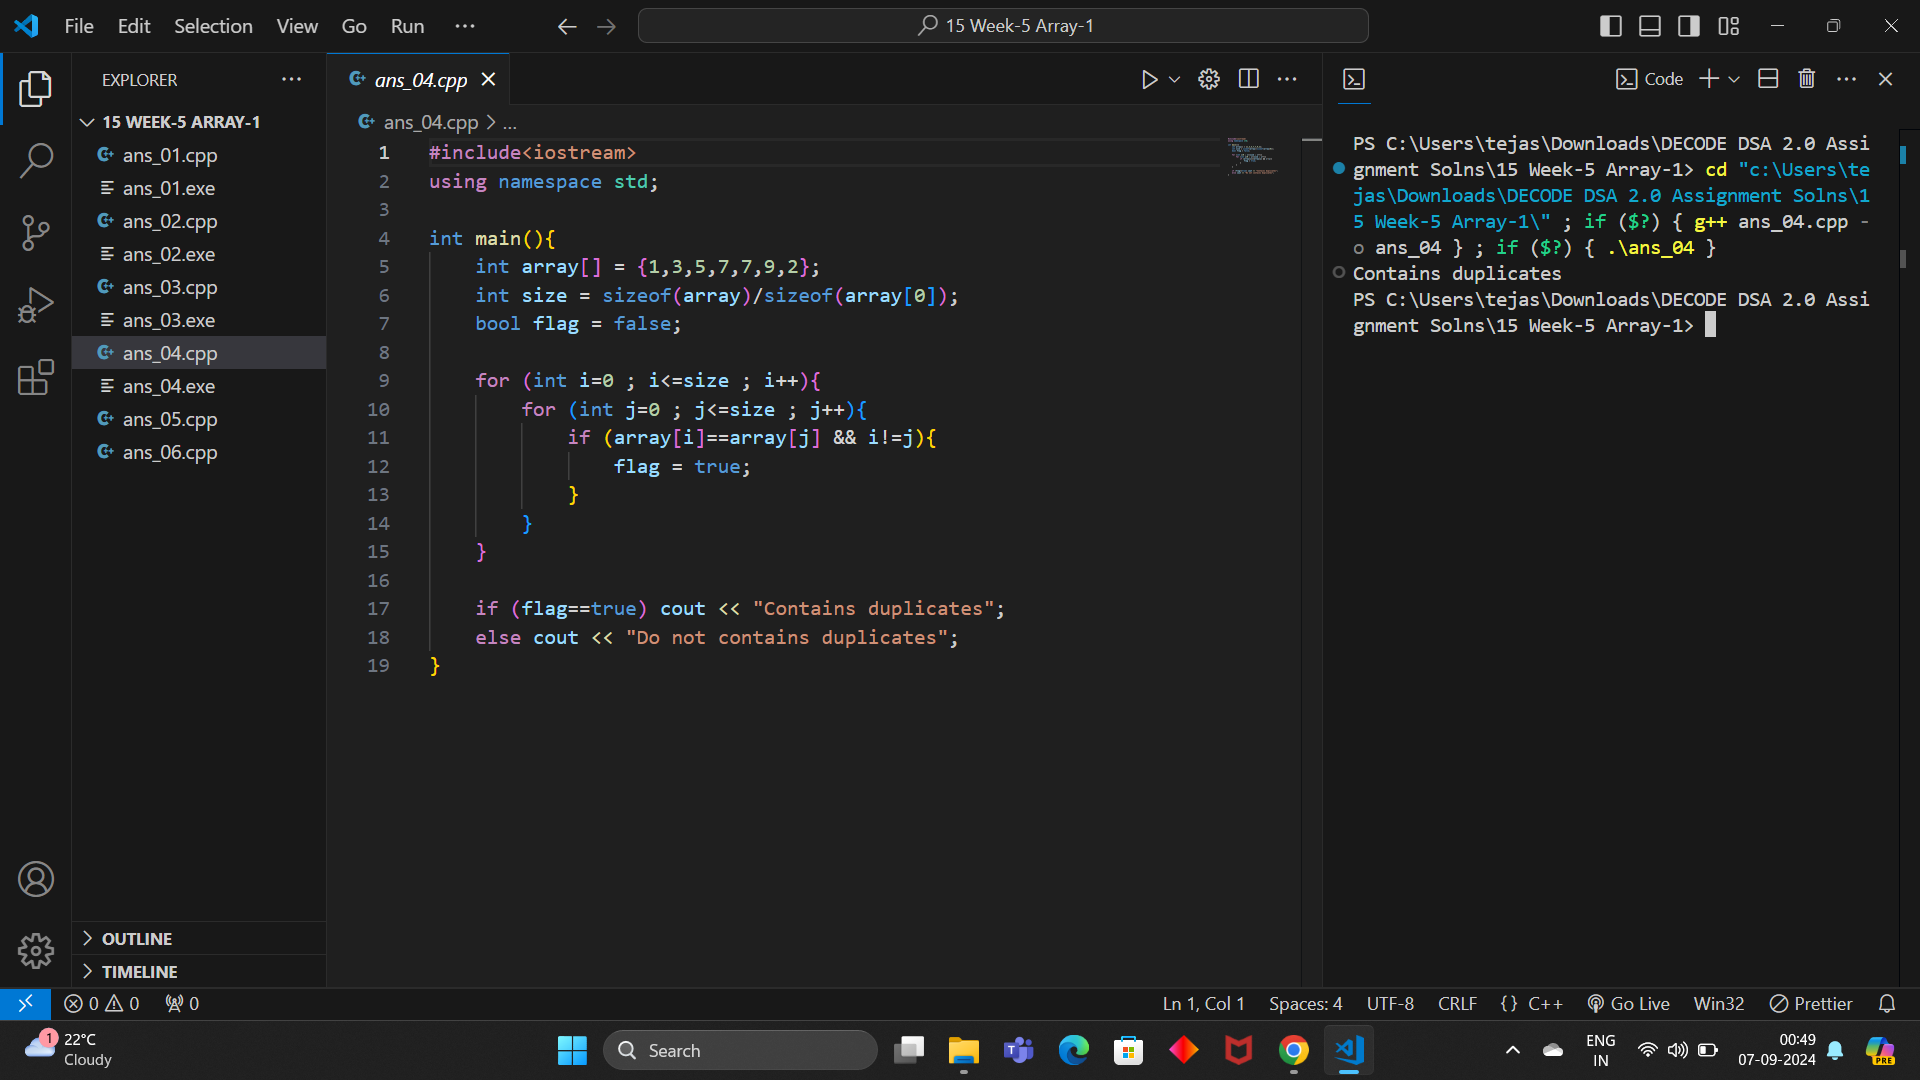 File Edit Selection View Go Run ...
15 Week-5 Array-1
EXPLORER
15 WEEK-5 ARRAY-1
ans_01.cpp
ans_01.exe
ans_02.cpp
ans_02.exe
ans_03.cpp
ans_03.exe
ans_04.cpp
ans_04.exe
ans_05.cpp
ans_06.cpp
OUTLINE
TIMELINE
ans_04.cpp
ans_04.cpp > ...
1 #include<iostream>
2 using namespace std;
3
4 int main(){
5     int array[] = {1,3,5,7,7,9,2};
6     int size = sizeof(array)/sizeof(array[0]);
7     bool flag = false;
8
9     for (int i=0 ; i<=size ; i++){
10         for (int j=0 ; j<=size ; j++){
11             if (array[i]==array[j] && i!=j){
12                 flag = true;
13             }
14         }
15     }
16
17     if (flag==true) cout << "Contains duplicates";
18     else cout << "Do not contains duplicates";
19 }
Code
PS C:\Users\tejas\Downloads\DECODE DSA 2.0 Assi
gnment Solns\15 Week-5 Array-1> cd "c:\Users\te
jas\Downloads\DECODE DSA 2.0 Assignment Solns\1
5 Week-5 Array-1\" ; if ($?) { g++ ans_04.cpp -
o ans_04 } ; if ($?) { .\ans_04 }
Contains duplicates
PS C:\Users\tejas\Downloads\DECODE DSA 2.0 Assi
gnment Solns\15 Week-5 Array-1>
0 0 0
Ln 1, Col 1 Spaces: 4 UTF-8 CRLF {} C++ Go Live Win32 Prettier
1
22°C
Cloudy
Search
ENG
IN
00:49
07-09-2024
PRE